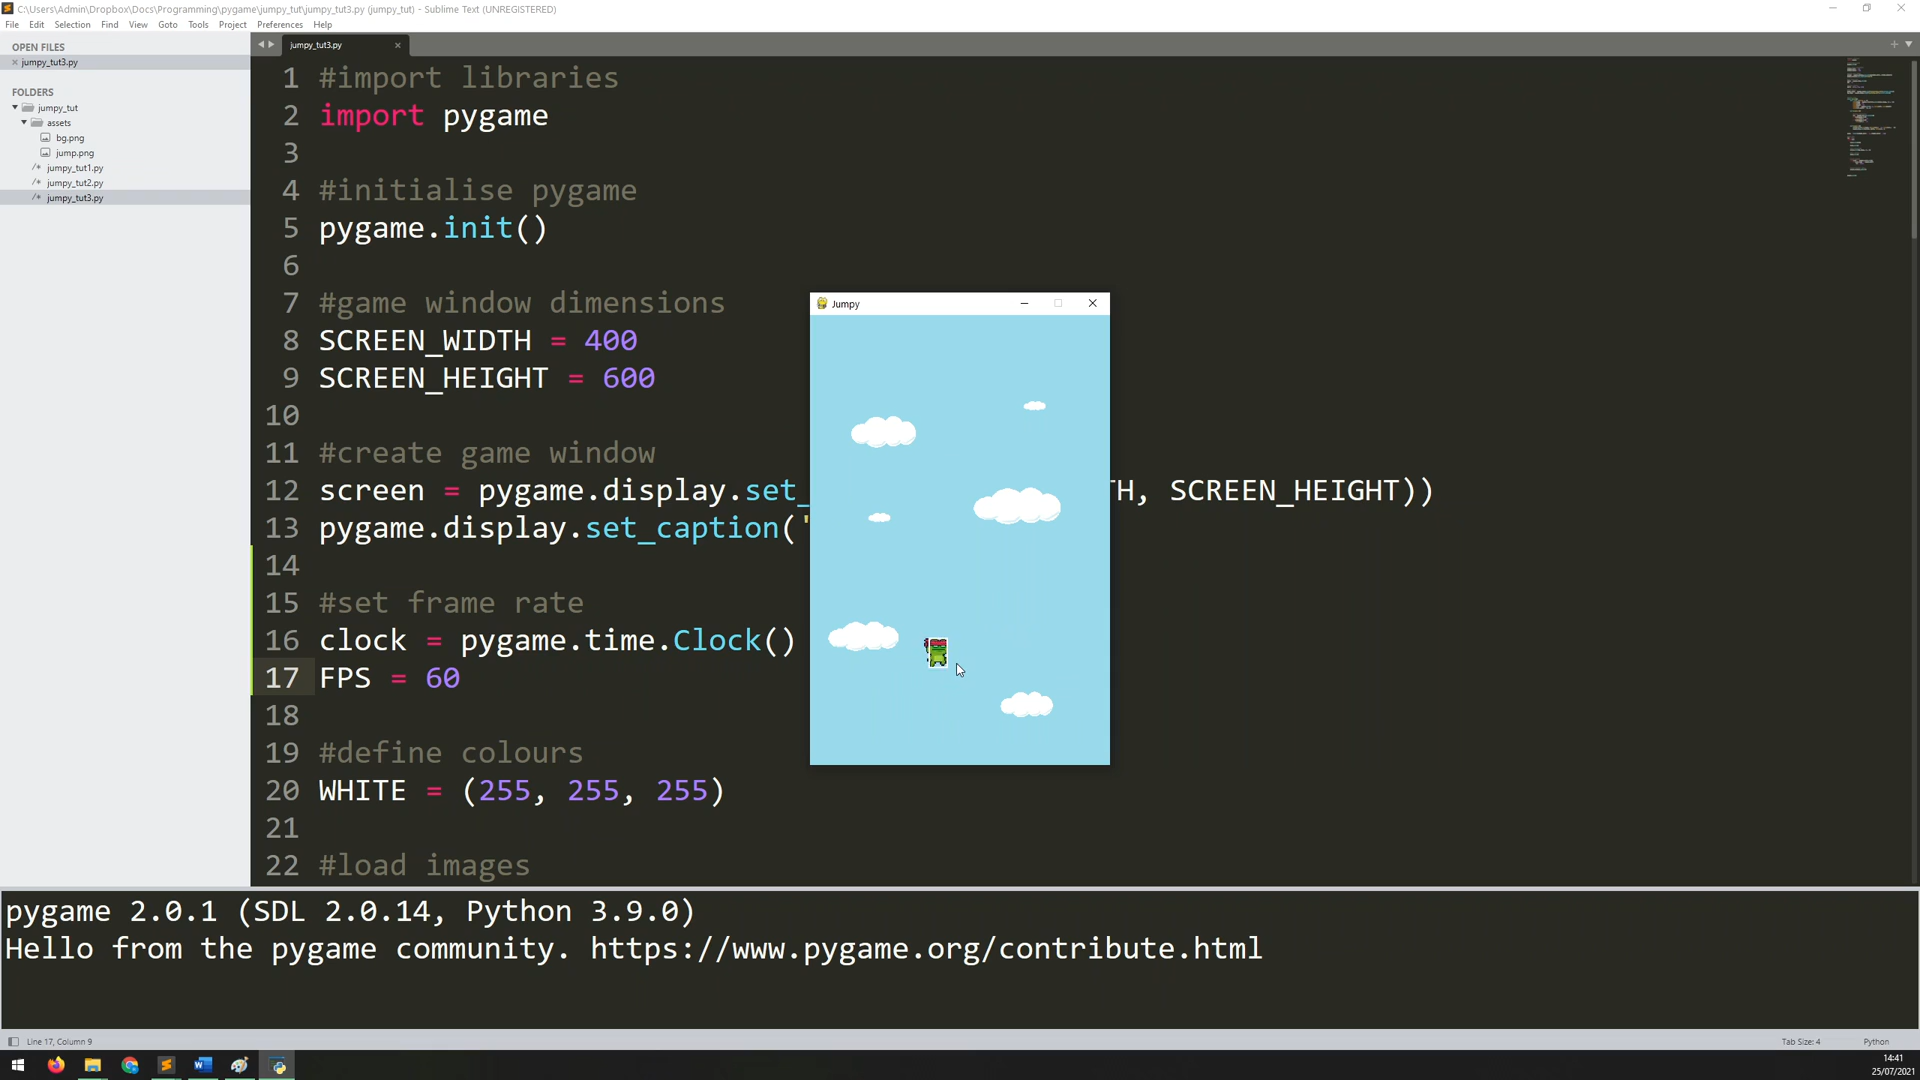 C:\Users\Admin\Dropbox\Docs\Programming\pygame\jumpy_tut\jumpy_tut3.py (jumpy_tut) - Sublime Text (UNREGISTERED)
File Edit Selection Find View Goto Tools Project Preferences Help
OPEN FILES
jumpy_tut3.py
FOLDERS
jumpy_tut
assets
bg.png
jump.png
jumpy_tut1.py
jumpy_tut2.py
jumpy_tut3.py
jumpy_tut3.py
1 #import libraries
2 import pygame
3
4 #initialise pygame
5 pygame.init()
6
7 #game window dimensions
8 SCREEN_WIDTH = 400
9 SCREEN_HEIGHT = 600
10
11 #create game window
12 screen = pygame.display.set_ TH, SCREEN_HEIGHT))
13 pygame.display.set_caption('
14
15 #set frame rate
16 clock = pygame.time.Clock()
17 FPS = 60
18
19 #define colours
20 WHITE = (255, 255, 255)
21
22 #load images
Jumpy
pygame 2.0.1 (SDL 2.0.14, Python 3.9.0)
Hello from the pygame community. https://www.pygame.org/contribute.html
Line 17, Column 9
Tab Size: 4
Python
14:41
25/07/2021